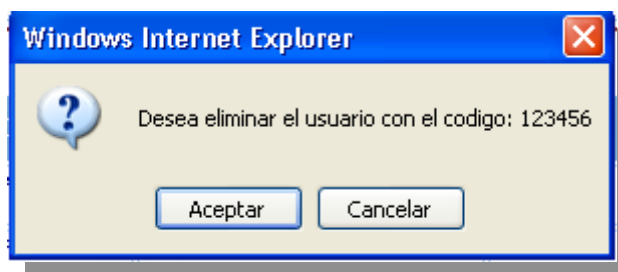 Windows Internet Explorer
Desea eliminar el usuario con el codigo: 123456
Aceptar
Cancelar